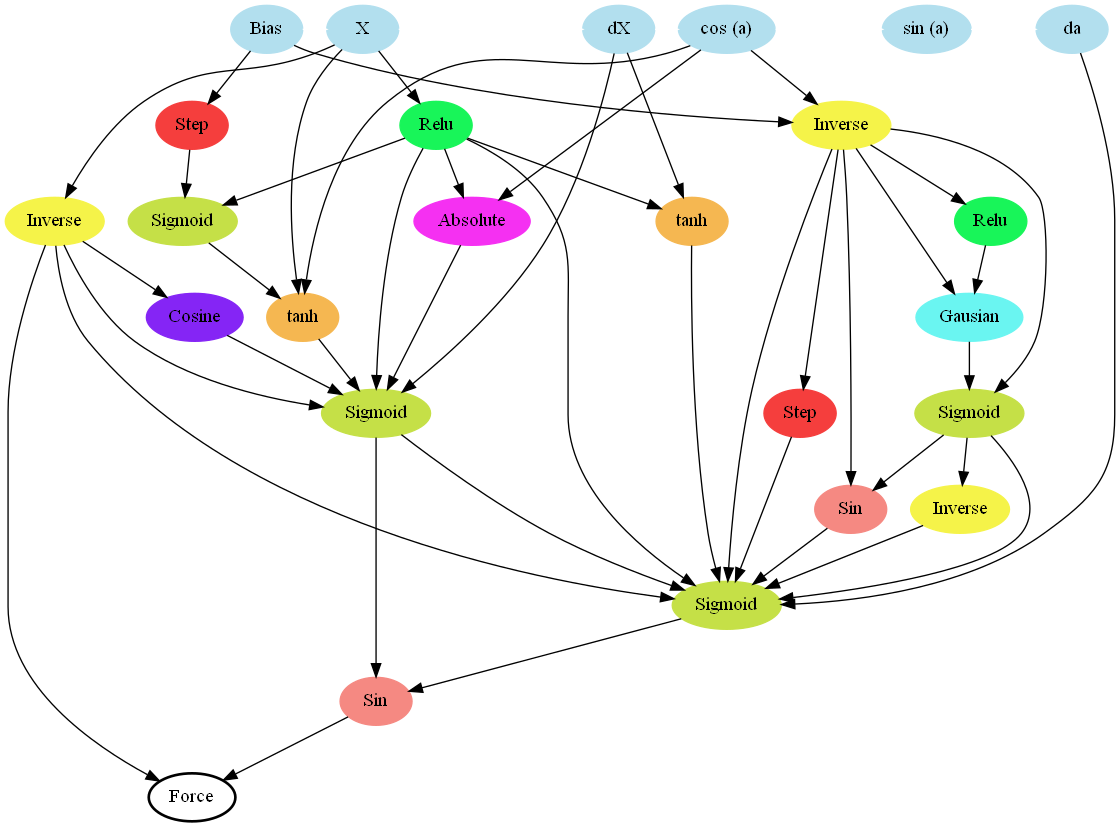 Bias
X
dX
cos (a)
sin (a)
da
Step
Relu
Inverse
Inverse
Sigmoid
Absolute
tanh
Relu
Cosine
tanh
Gausian
Sigmoid
Step
Sigmoid
Sin
Inverse
Sigmoid
Sin
Force